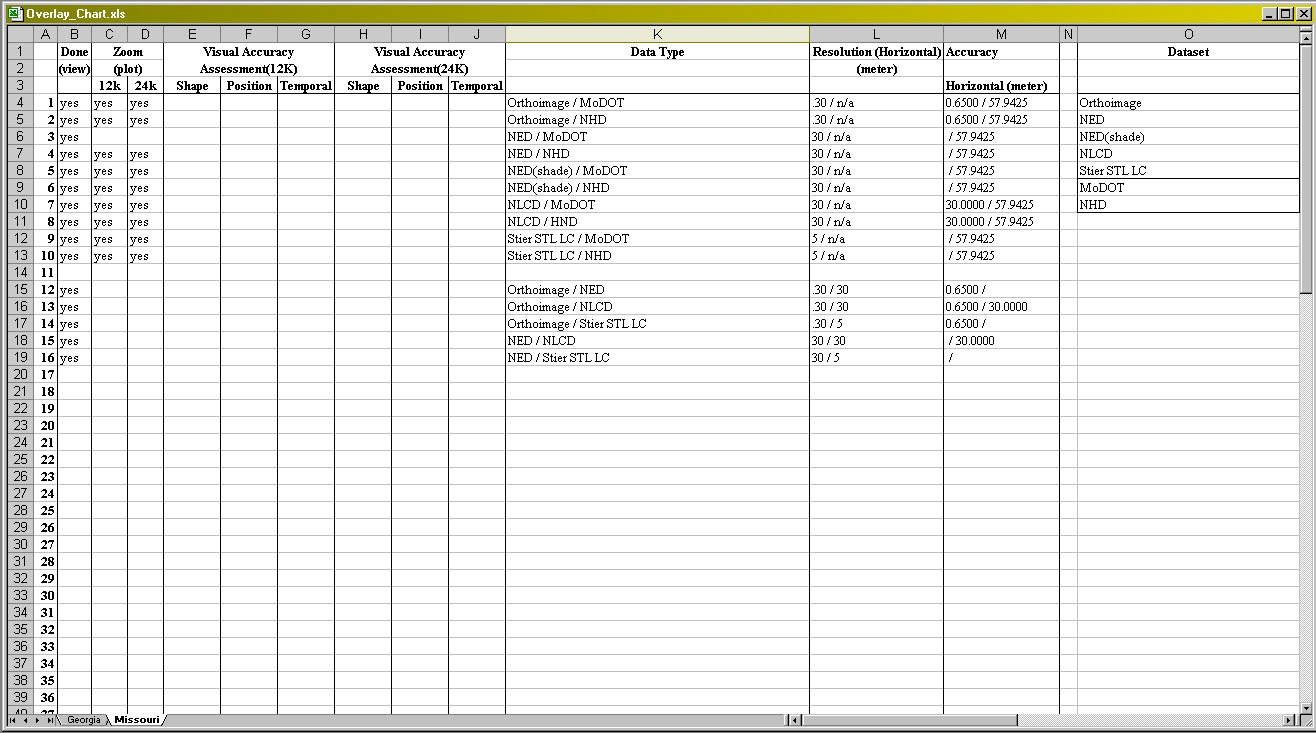 Overlay_Chart.xls
A B C D E F G H I J K L M N O
1 Done Zoom Visual Accuracy Visual Accuracy Data Type Resolution (Horizontal) Accuracy Dataset
2 (view) (plot) Assessment(12K) Assessment(24K) (meter)
3 12k 24k Shape Position Temporal Shape Position Temporal Horizontal (meter)
4 1 yes yes yes Orthoimage / MoDOT .30 / n/a 0.6500 / 57.9425 Orthoimage
5 2 yes yes yes Orthoimage / NHD .30 / n/a 0.6500 / 57.9425 NED
6 3 yes NED / MoDOT 30 / n/a / 57.9425 NED(shade)
7 4 yes yes yes NED / NHD 30 / n/a / 57.9425 NLCD
8 5 yes yes yes NED(shade) / MoDOT 30 / n/a / 57.9425 Stier STL LC
9 6 yes yes yes NED(shade) / NHD 30 / n/a / 57.9425 MoDOT
10 7 yes yes yes NLCD / MoDOT 30 / n/a 30.0000 / 57.9425 NHD
11 8 yes yes yes NLCD / HND 30 / n/a 30.0000 / 57.9425
12 9 yes yes yes Stier STL LC / MoDOT 5 / n/a / 57.9425
13 10 yes yes yes Stier STL LC / NHD 5 / n/a / 57.9425
14 11
15 12 yes Orthoimage / NED .30 / 30 0.6500 /
16 13 yes Orthoimage / NLCD .30 / 30 0.6500 / 30.0000
17 14 yes Orthoimage / Stier STL LC .30 / 5 0.6500 /
18 15 yes NED / NLCD 30 / 30 / 30.0000
19 16 yes NED / Stier STL LC 30 / 5 /
20 17
21 18
22 19
23 20
24 21
25 22
26 23
27 24
28 25
29 26
30 27
31 28
32 29
33 30
34 31
35 32
36 33
37 34
38 35
39 36
40 37
Georgia Missouri